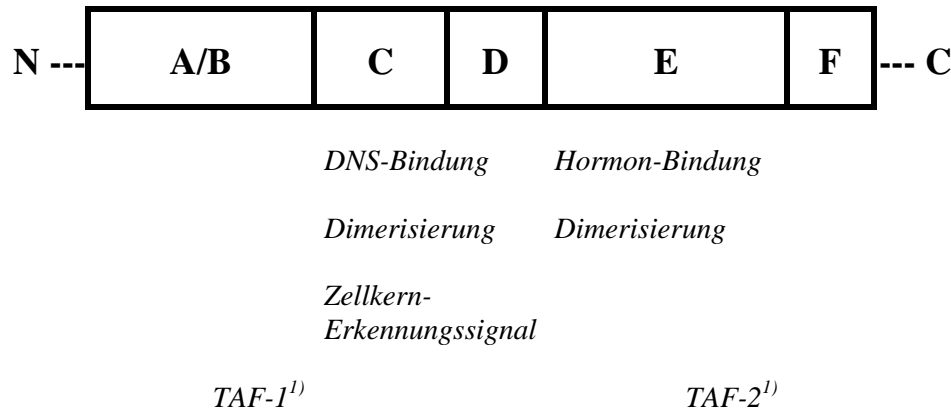 N --- A/B C D E F --- C
DNS-Bindung Hormon-Bindung
Dimerisierung Dimerisierung
Zellkern-
Erkennungssignal
TAF-1¹⁾ TAF-2¹⁾